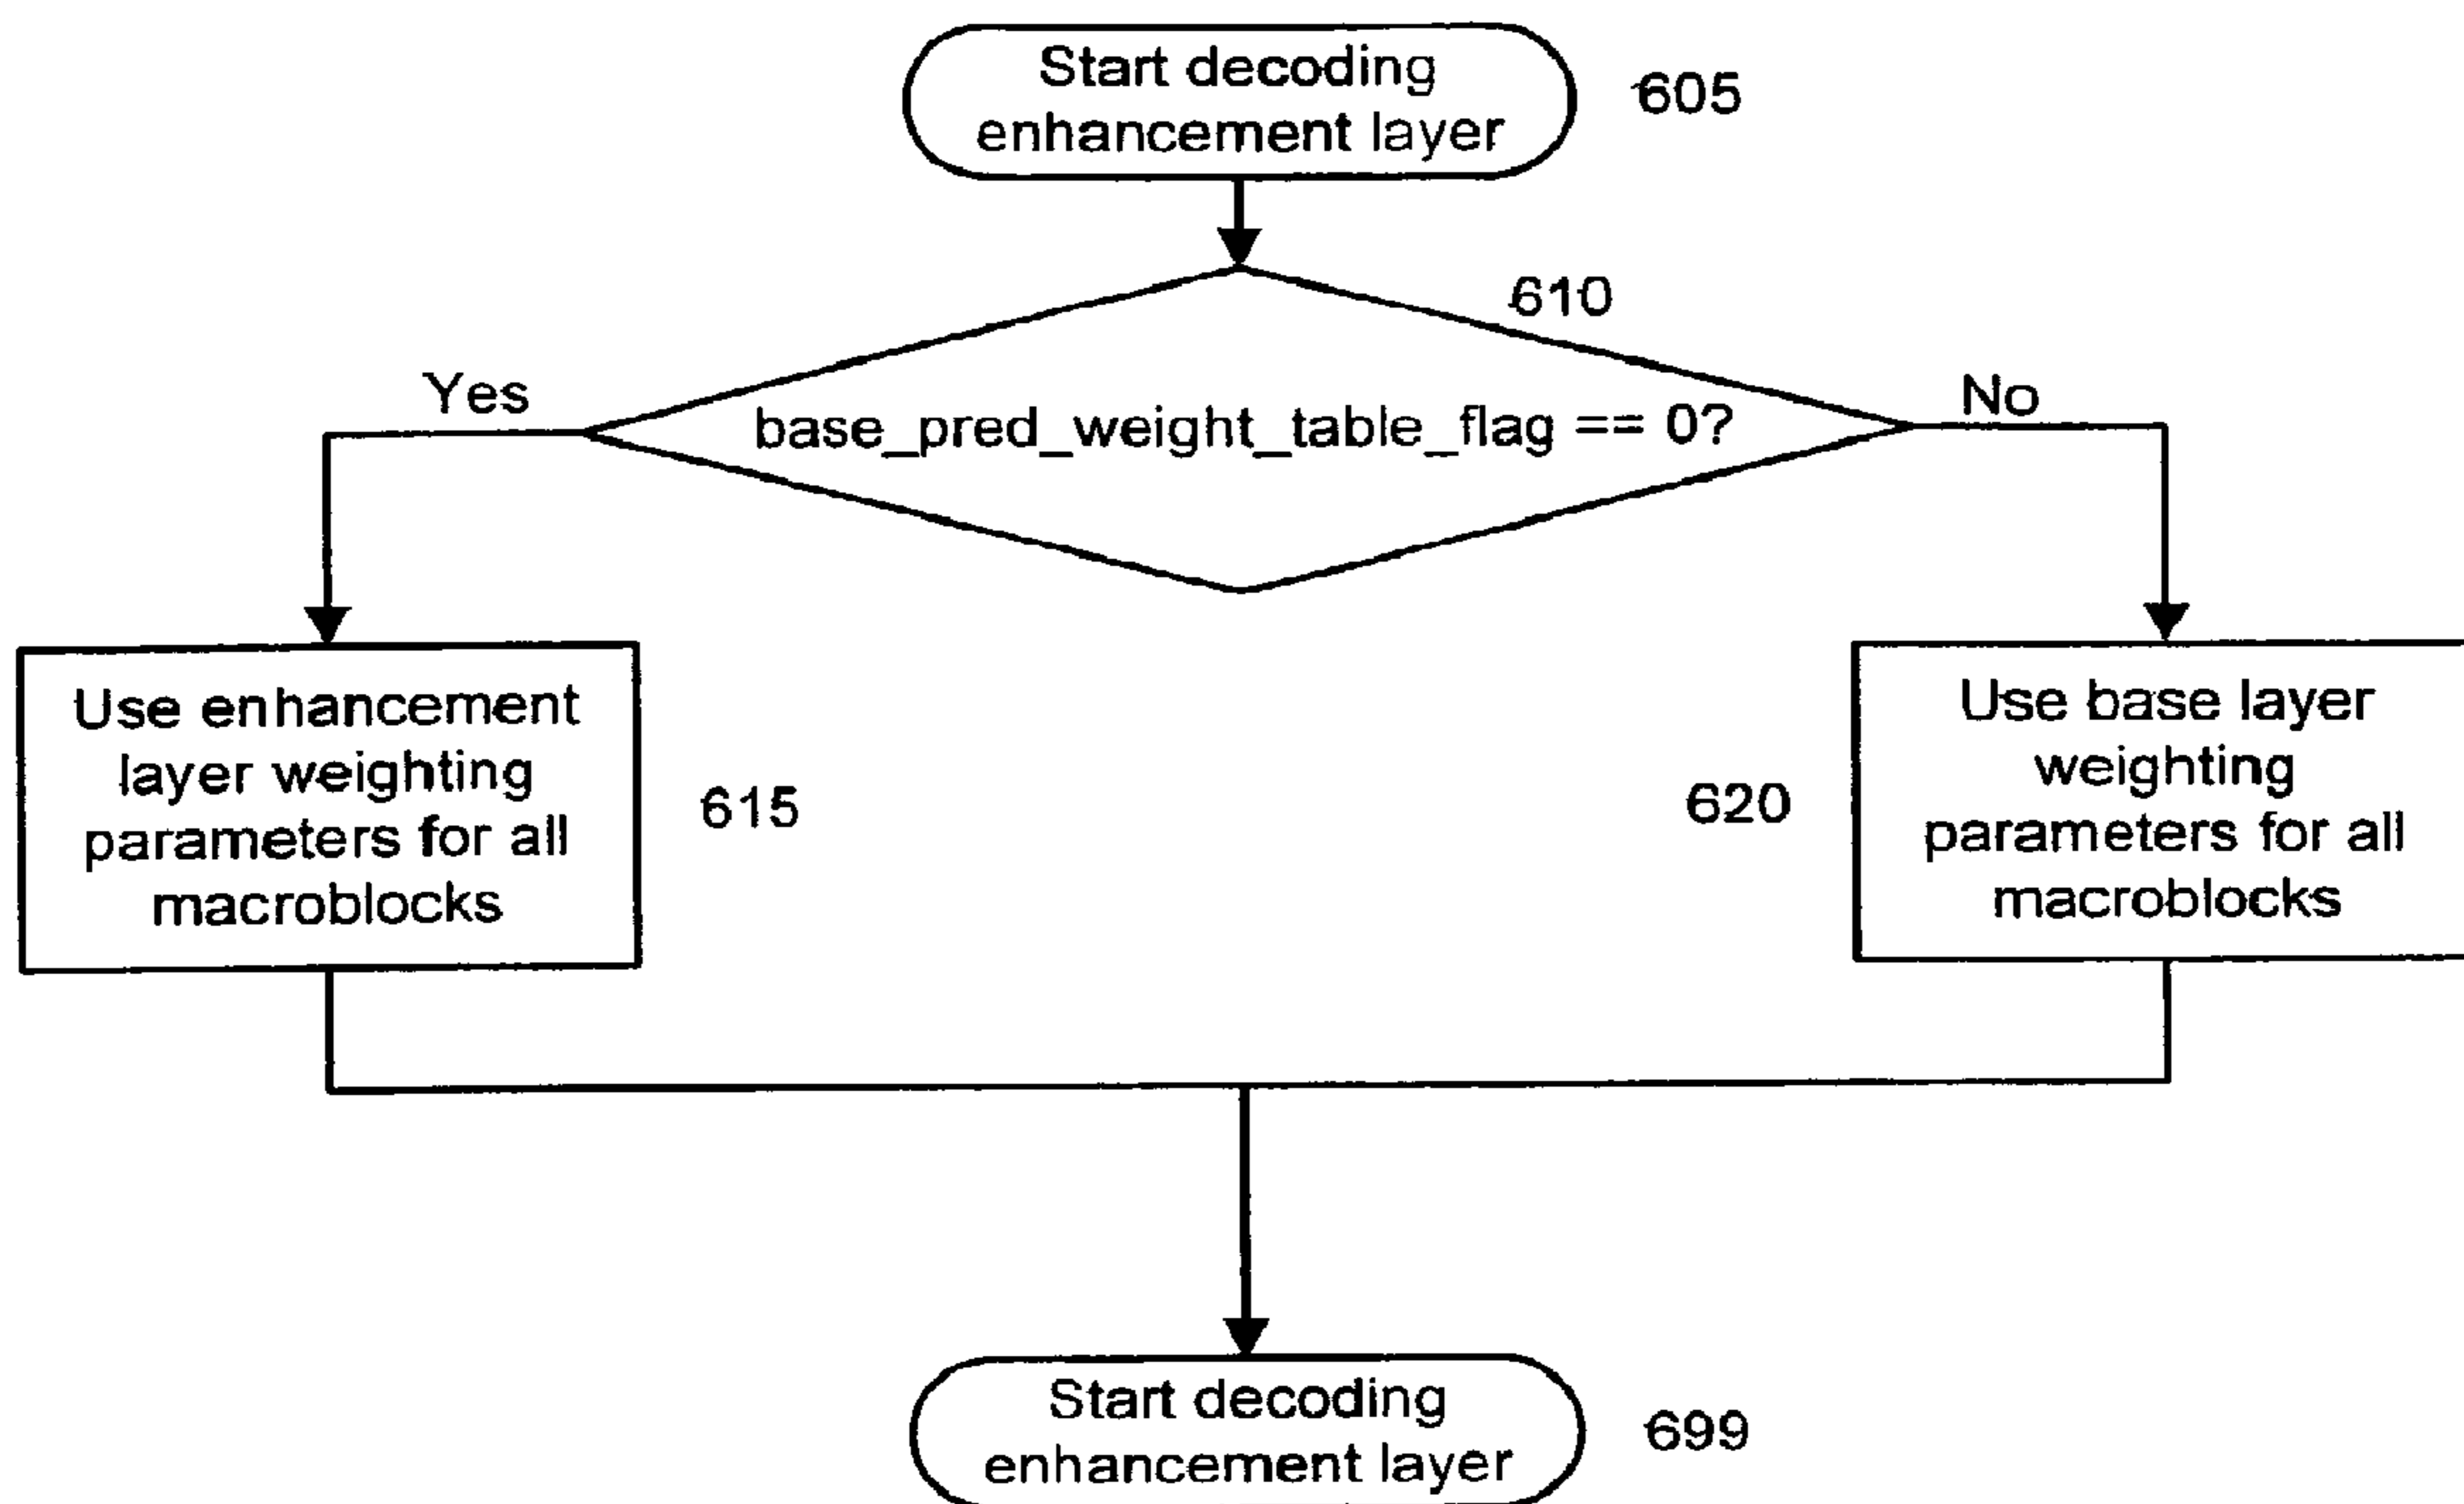 Start decoding
enhancement layer
605
610
Yes
base_pred_weight_table_flag == 0?
No
Use enhancement
layer weighting
parameters for all
macroblocks
615
620
Use base layer
weighting
parameters for all
macroblocks
Start decoding
enhancement layer
699